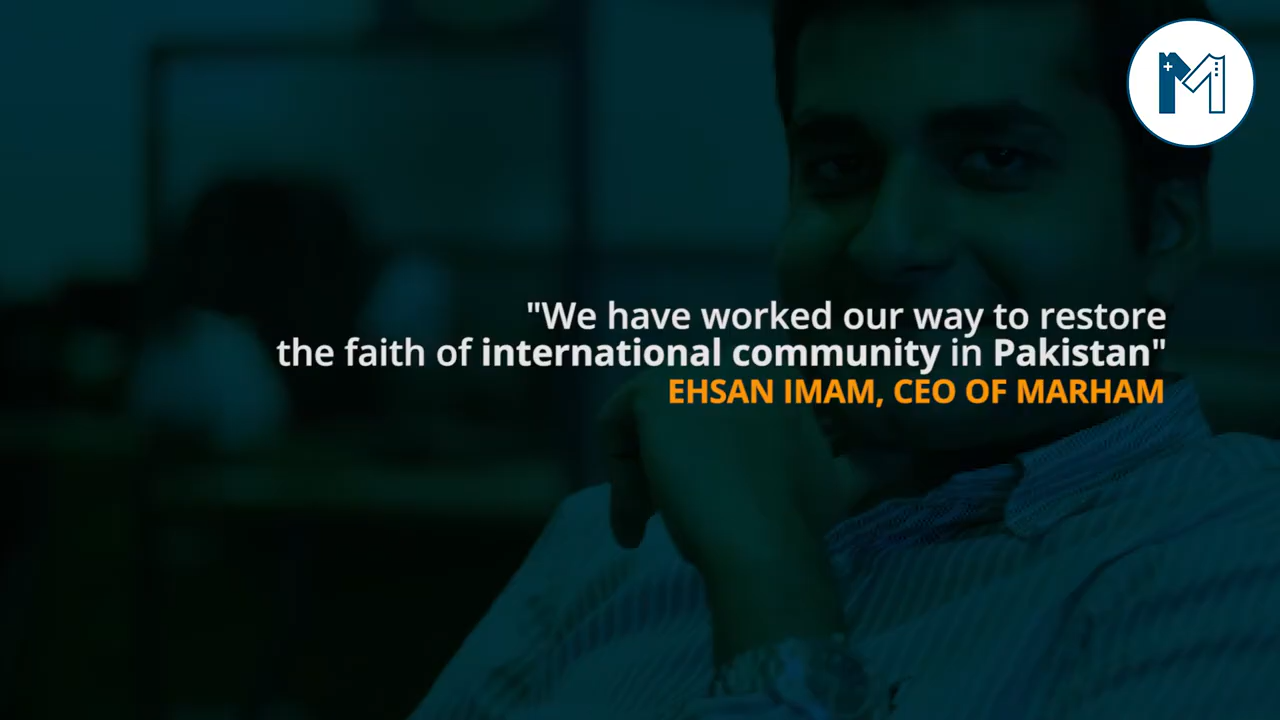 "We have worked our way to restore
the faith of international community in Pakistan"
EHSAN IMAM, CEO OF MARHAM
M